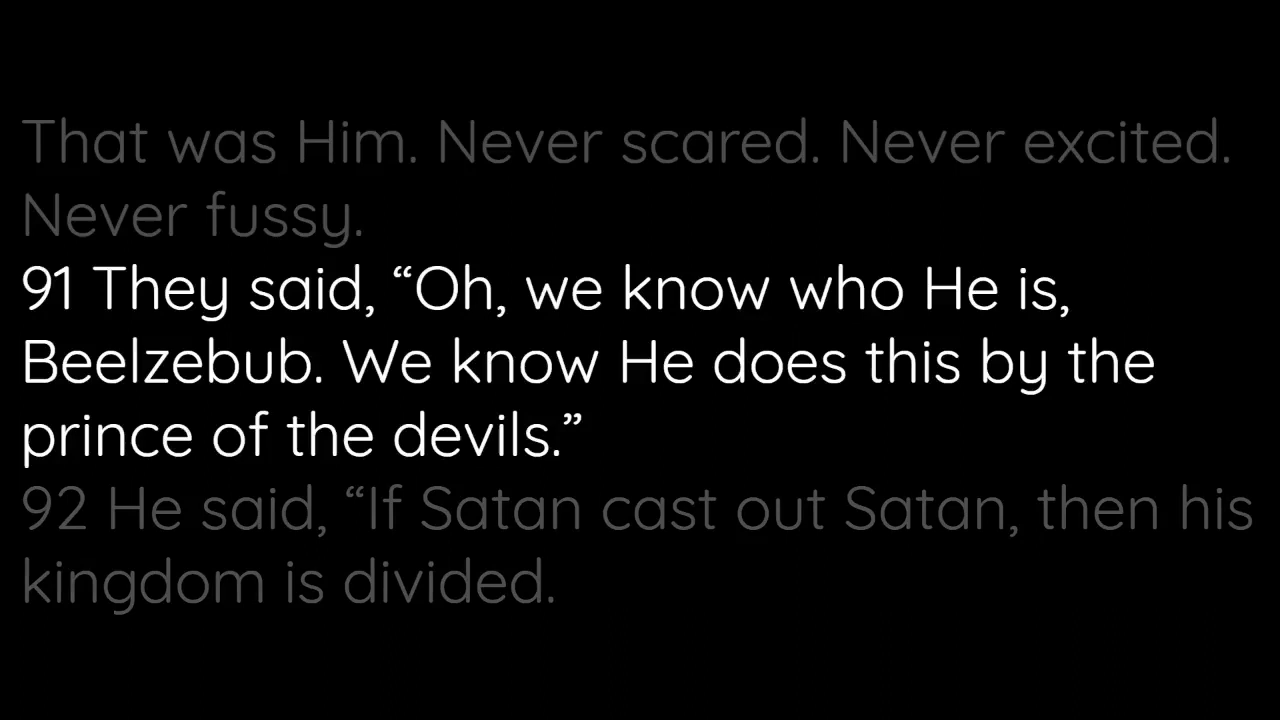 That was Him. Never scared. Never excited.
Never fussy.
91 They said, “Oh, we know who He is,
Beelzebub. We know He does this by the
prince of the devils.”
92 He said, “If Satan cast out Satan, then his
kingdom is divided.